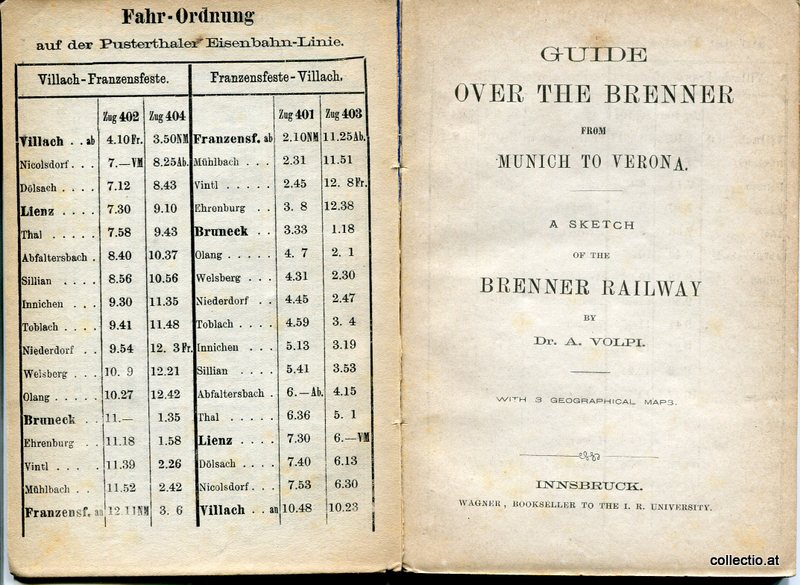 Fahr-Ordnung
auf der Pusterthaler Eisenbahn-Linie.
Villach-Franzensfeste. Franzensfeste-Villach.
Zug 402 Zug 404 Zug 401 Zug 403
Villach . . ab 4.10Fr. 3.50NM Franzensf. ab 2.10NM 11.25Ab.
Nicolsdorf . . . 7.—VM 8.25Ab. Mühlbach . . . 2.31 11.51
Dölsach . . . . 7.12 8.43 Vintl . . . . . 2.45 12. 8Fr.
Lienz . . . . 7.30 9.10 Ehrenburg . . 3. 8 12.38
Thal . . . . . 7.58 9.43 Bruneck . . 3.33 1.18
Abfaltersbach . 8.40 10.37 Olang . . . . . 4. 7 2. 1
Sillian . . . . 8.56 10.56 Welsberg . . . 4.31 2.30
Innichen . . . 9.30 11.35 Niederdorf . . 4.45 2.47
Toblach . . . . 9.41 11.48 Toblach . . . . 4.59 3. 4
Niederdorf . . 9.54 12. 3Fr. Innichen . . . 5.13 3.19
Welsberg . . . 10. 9 12.21 Sillian . . . . 5.41 3.53
Olang . . . . . 10.27 12.42 Abfaltersbach . 6.—Ab. 4.15
Bruneck . . 11.— 1.35 Thal . . . . 6.36 5. 1
Ehrenburg . . 11.18 1.58 Lienz . . . . 7.30 6.—VM
Vintl . . . . 11.39 2.26 Dölsach . . . . 7.40 6.13
Mühlbach . . . 11.52 2.42 Nicolsdorf . . . 7.53 6.30
Franzensf. an 12.11NM 3. 6 Villach . . an 10.48 10.23
GUIDE
OVER THE BRENNER
FROM
MUNICH TO VERONA.
A SKETCH
OF THE
BRENNER RAILWAY
BY
Dr. A. VOLPI.
WITH 3 GEOGRAPHICAL MAPS.
INNSBRUCK.
WAGNER, BOOKSELLER TO THE I. R. UNIVERSITY.
collectio.at